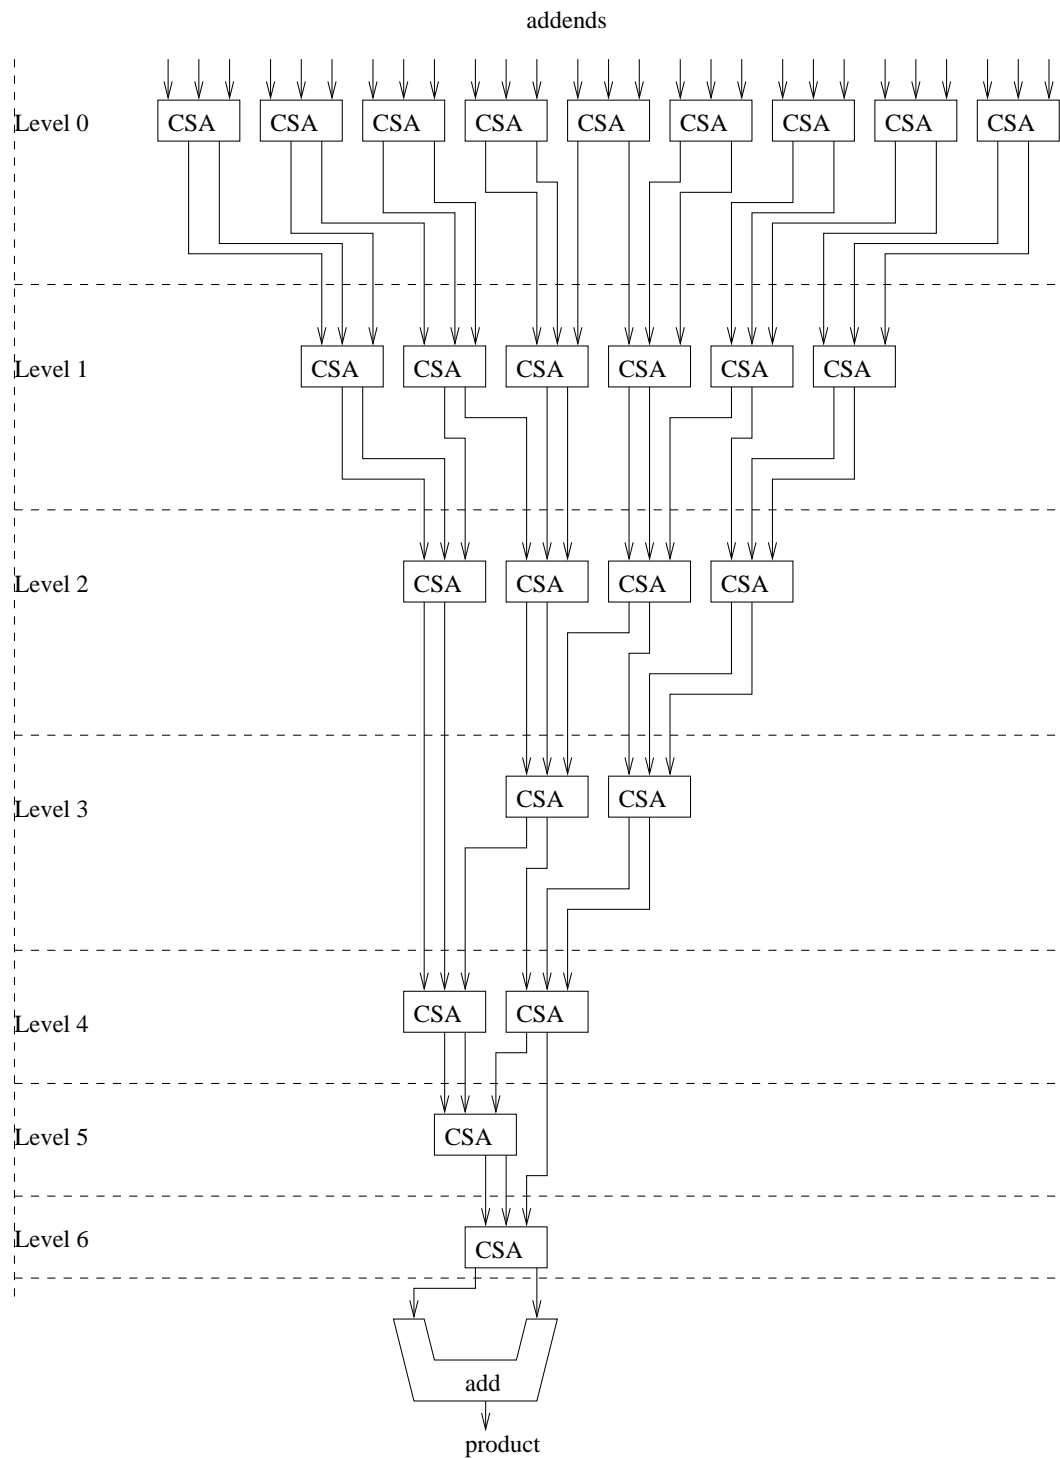 addends
Level 0 CSA CSA CSA CSA CSA CSA CSA CSA CSA
Level 1 CSA CSA CSA CSA CSA CSA
Level 2 CSA CSA CSA CSA
Level 3 CSA CSA
Level 4 CSA CSA
Level 5 CSA
Level 6 CSA
add
product